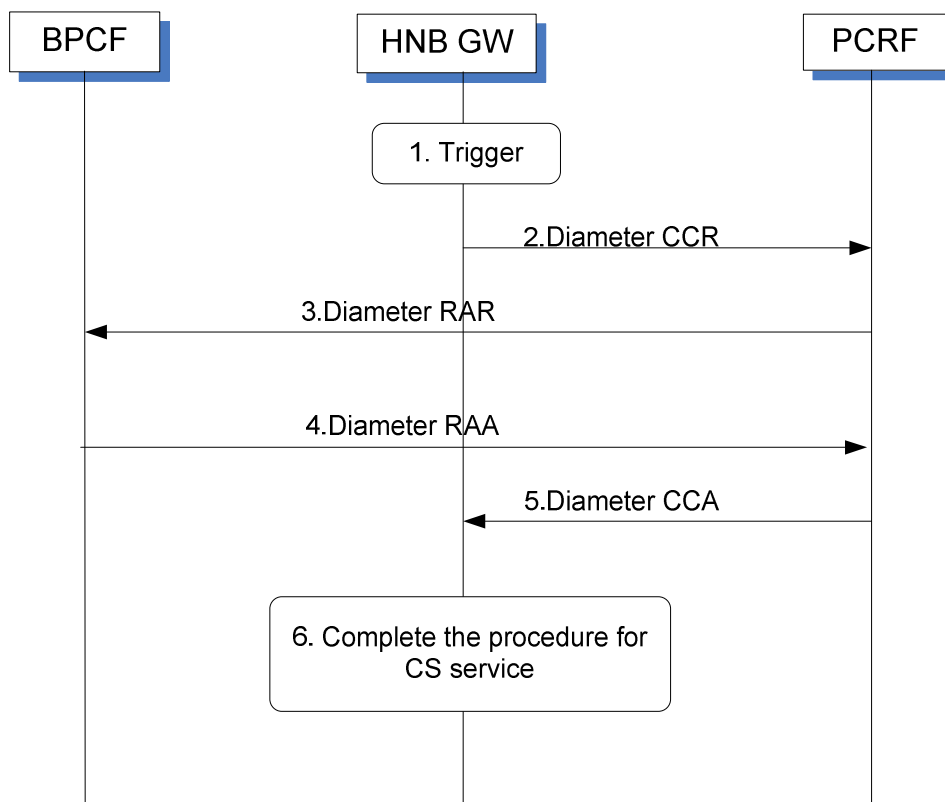 BPCF
HNB GW
PCRF
1. Trigger
2.Diameter CCR
3.Diameter RAR
4.Diameter RAA
5.Diameter CCA
6. Complete the procedure for
CS service